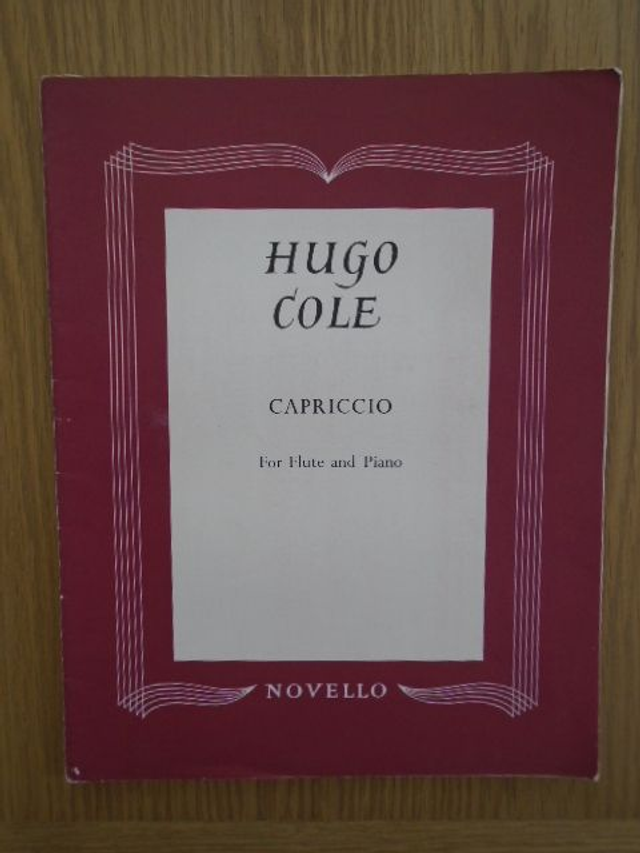 HUGO
COLE
CAPRICCIO
For Flute and Piano
NOVELLO